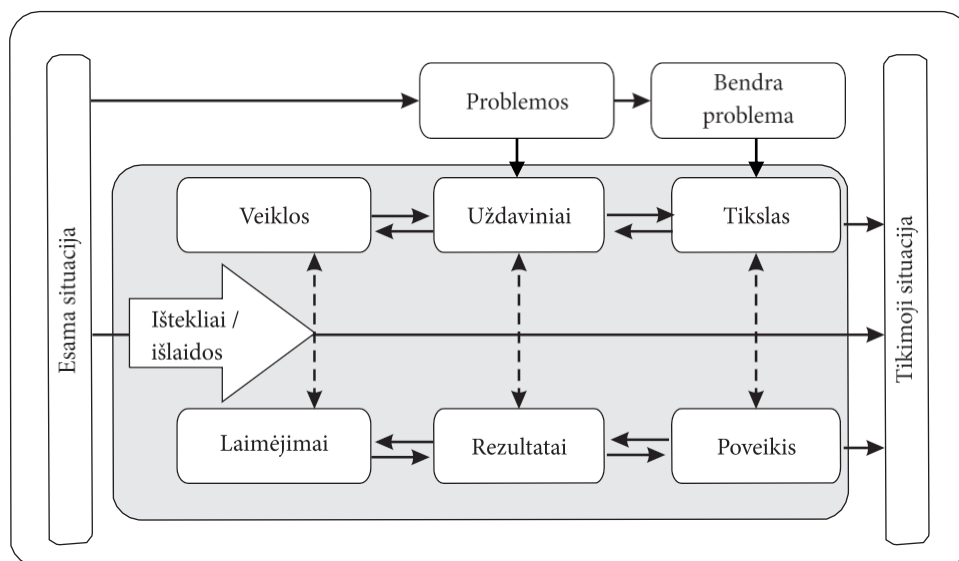 Esama situacija
Problemos
Bendra
problema
Veiklos
Uždaviniai
Tikslas
Ištekliai /
išlaidos
Laimėjimai
Rezultatai
Poveikis
Tikimoji situacija